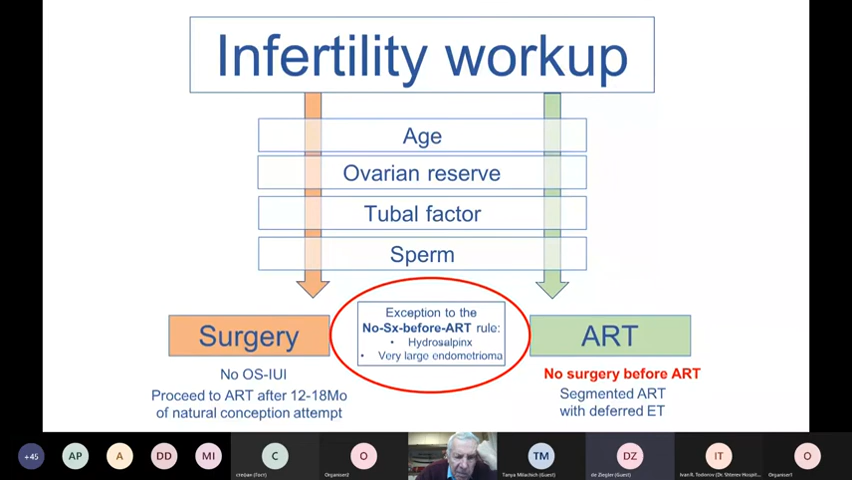 Infertility workup
Age
Ovarian reserve
Tubal factor
Sperm
Exception to the
No-Sx-before-ART rule:
• Hydrosalpinx
• Very large endometrioma
Surgery
ART
No OS-IUI
Proceed to ART after 12-18Mo
of natural conception attempt
No surgery before ART
Segmented ART
with deferred ET
+45
AP
A
DD
MI
C
O
TM
DZ
IT
O
стефан (Гост)
Organiser2
Tanya Milachich (Guest)
de Ziegler (Guest)
Ivan R. Todorov (Dr. Shterev Hospit...
Organiser1